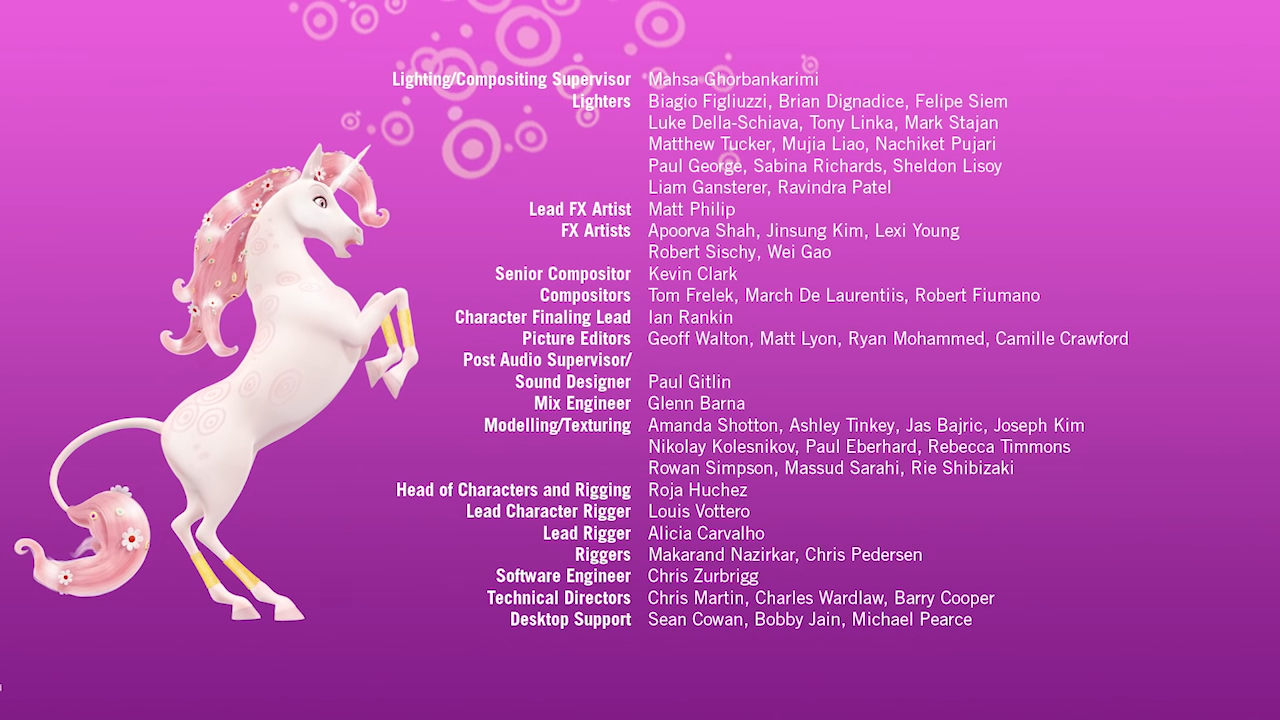 Lighting/Compositing Supervisor Mahsa Ghorbankarimi
Lighters Biagio Figliuzzi, Brian Dignadice, Felipe Siem
Luke Della-Schiava, Tony Linka, Mark Stajan
Matthew Tucker, Mujia Liao, Nachiket Pujari
Paul George, Sabina Richards, Sheldon Lisoy
Liam Gansterer, Ravindra Patel
Lead FX Artist Matt Philip
FX Artists Apoorva Shah, Jinsung Kim, Lexi Young
Robert Sischy, Wei Gao
Senior Compositor Kevin Clark
Compositors Tom Frelek, March De Laurentiis, Robert Fiumano
Character Finaling Lead Ian Rankin
Picture Editors Geoff Walton, Matt Lyon, Ryan Mohammed, Camille Crawford
Post Audio Supervisor/
Sound Designer Paul Gitlin
Mix Engineer Glenn Barna
Modelling/Texturing Amanda Shotton, Ashley Tinkey, Jas Bajric, Joseph Kim
Nikolay Kolesnikov, Paul Eberhard, Rebecca Timmons
Rowan Simpson, Massud Sarahi, Rie Shibizaki
Head of Characters and Rigging Roja Huchez
Lead Character Rigger Louis Vottero
Lead Rigger Alicia Carvalho
Riggers Makarand Nazirkar, Chris Pedersen
Software Engineer Chris Zurbrigg
Technical Directors Chris Martin, Charles Wardlaw, Barry Cooper
Desktop Support Sean Cowan, Bobby Jain, Michael Pearce